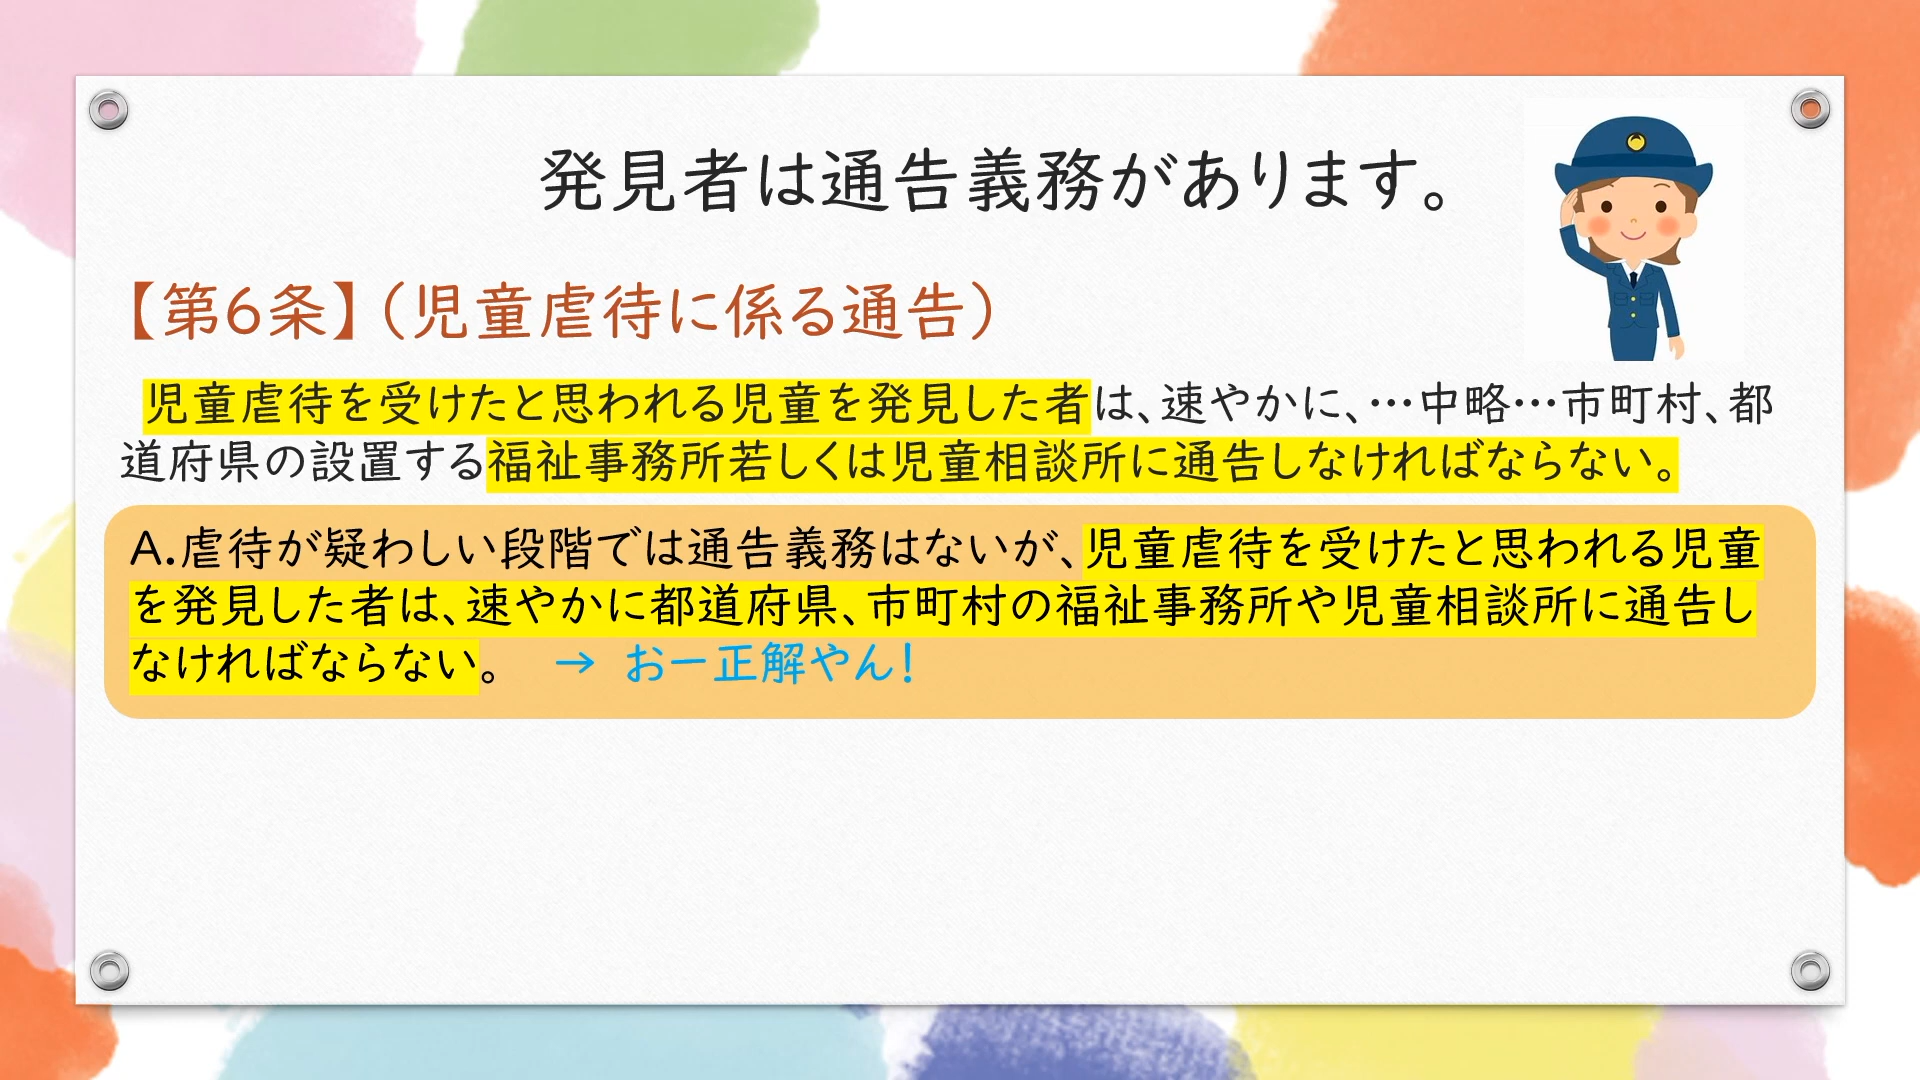 発見者は通告義務があります。
【第6条】（児童虐待に係る通告）
児童虐待を受けたと思われる児童を発見した者は、速やかに、…中略…市町村、都
道府県の設置する福祉事務所若しくは児童相談所に通告しなければならない。
A.虐待が疑わしい段階では通告義務はないが、児童虐待を受けたと思われる児童
を発見した者は、速やかに都道府県、市町村の福祉事務所や児童相談所に通告し
なければならない。 → おー正解やん！